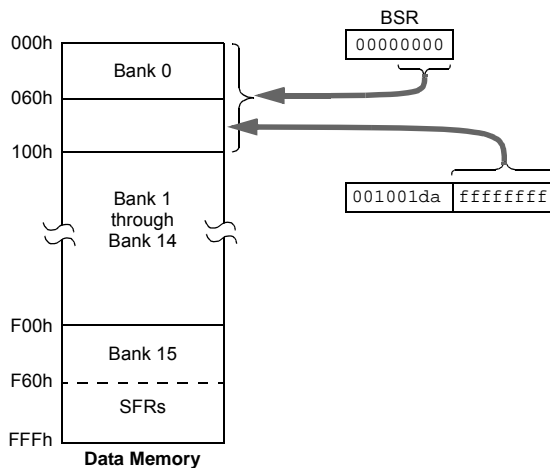 BSR
00000000
000h
Bank 0
060h
100h
001001da ffffffff
Bank 1
through
Bank 14
F00h
Bank 15
F60h
SFRs
FFFh
Data Memory